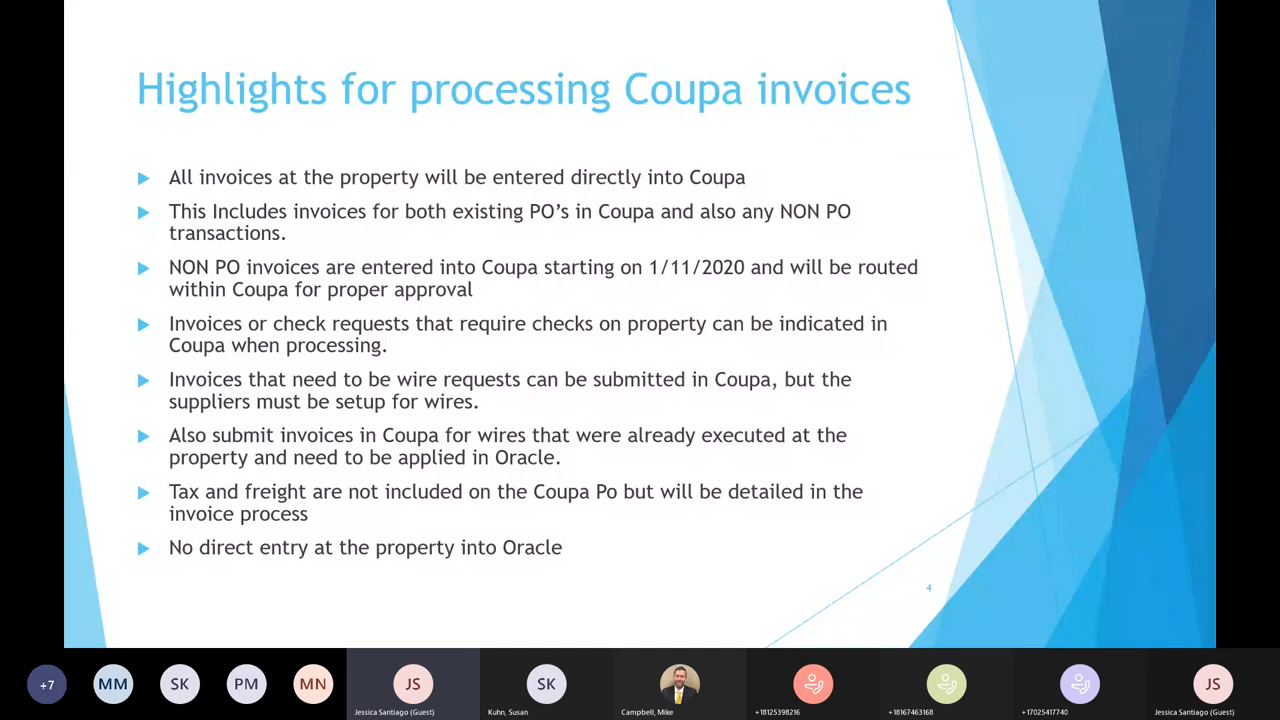 Highlights for processing Coupa invoices
All invoices at the property will be entered directly into Coupa
This Includes invoices for both existing PO’s in Coupa and also any NON PO
transactions.
NON PO invoices are entered into Coupa starting on 1/11/2020 and will be routed
within Coupa for proper approval
Invoices or check requests that require checks on property can be indicated in
Coupa when processing.
Invoices that need to be wire requests can be submitted in Coupa, but the
suppliers must be setup for wires.
Also submit invoices in Coupa for wires that were already executed at the
property and need to be applied in Oracle.
Tax and freight are not included on the Coupa Po but will be detailed in the
invoice process
No direct entry at the property into Oracle
4
+7
MM
SK
PM
MN
JS
SK
JS
Jessica Santiago (Guest)
Kuhn, Susan
Campbell, Mike
+18125398216
+18167463168
+17025417740
Jessica Santiago (Guest)